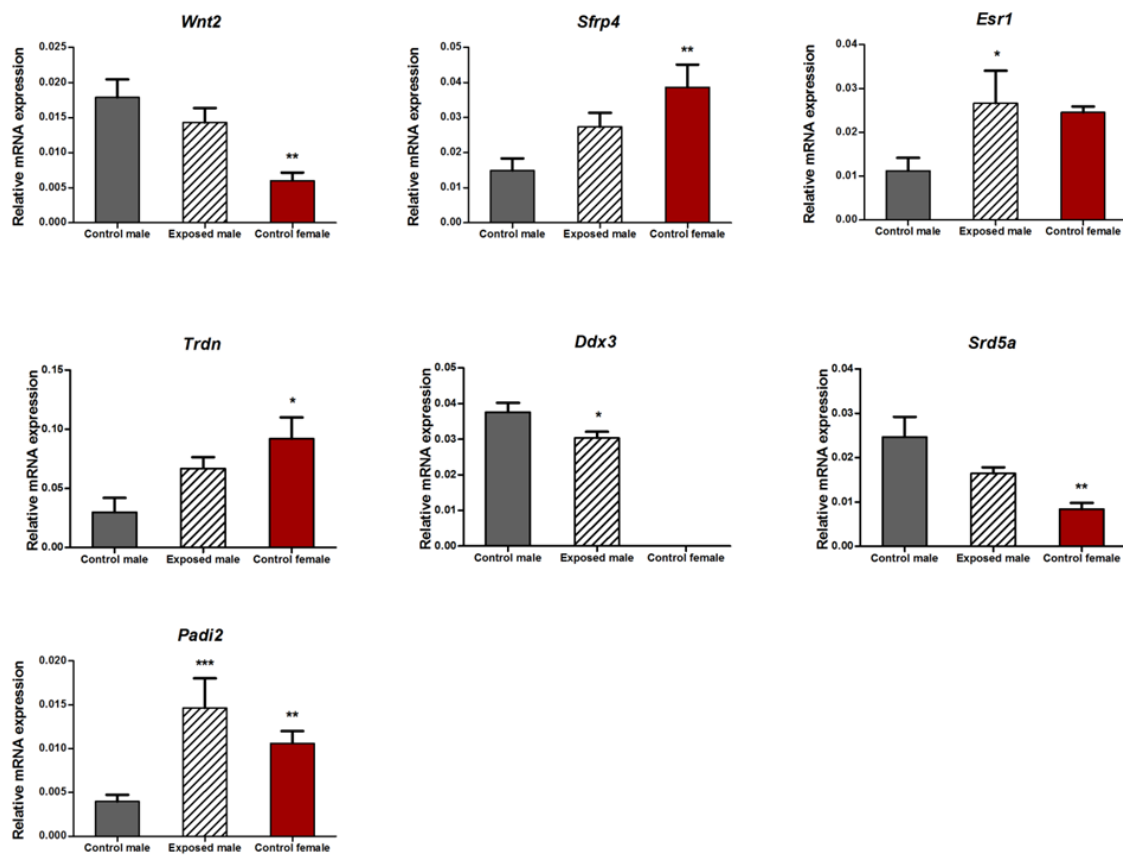 Wnt2
Relative mRNA expression
0.025
0.020
0.015
0.010
0.005
0.000
**
Control male Exposed male Control female
Sfrp4
Relative mRNA expression
0.05
0.04
0.03
0.02
0.01
0.00
**
Control male Exposed male Control female
Esr1
Relative mRNA expression
0.04
0.03
0.02
0.01
0.00
*
Control male Exposed male Control female
Trdn
Relative mRNA expression
0.15
0.10
0.05
0.00
*
Control male Exposed male Control female
Ddx3
Relative mRNA expression
0.05
0.04
0.03
0.02
0.01
0.00
*
Control male Exposed male Control female
Srd5a
Relative mRNA expression
0.04
0.03
0.02
0.01
0.00
**
Control male Exposed male Control female
Padi2
Relative mRNA expression
0.020
0.015
0.010
0.005
0.000
***
**
Control male Exposed male Control female